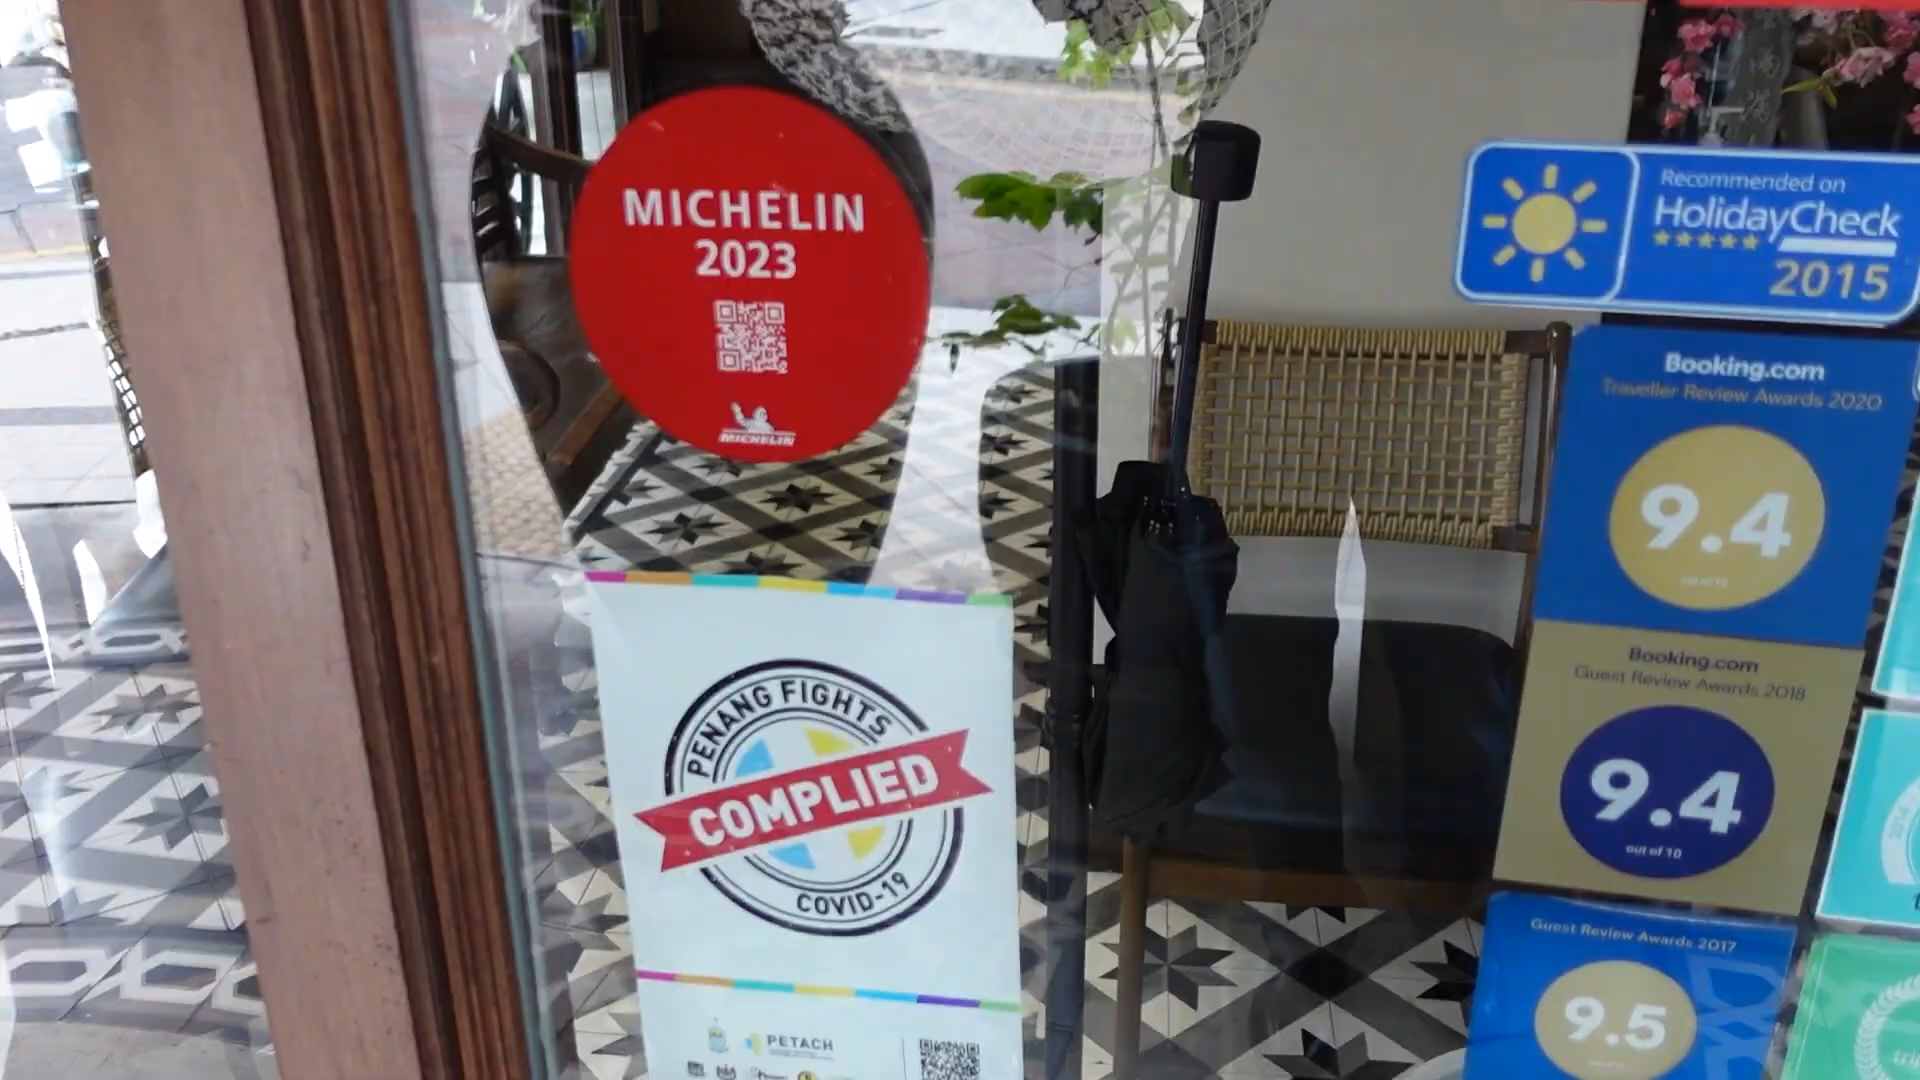 MICHELIN
2023
MICHELIN
PENANG FIGHTS
COMPLIED
COVID-19
PETACH
Recommended on
HolidayCheck
2015
Booking.com
Traveller Review Awards 2020
9.4
Booking.com
Guest Review Awards 2018
9.4
out of 10
Guest Review Awards 2017
9.5